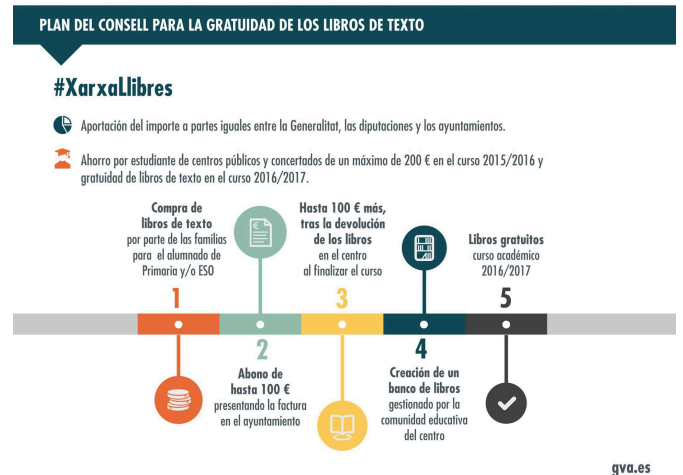 PLAN DEL CONSELL PARA LA GRATUIDAD DE LOS LIBROS DE TEXTO
#XarxaLlibres
Aportación del importe a partes iguales entre la Generalitat, las diputaciones y los ayuntamientos.
Ahorro por estudiante de centros públicos y concertados de un máximo de 200 € en el curso 2015/2016 y
gratuidad de libros de texto en el curso 2016/2017.
Compra de
libros de texto
por parte de las familias
para el alumnado de
Primaria y/o ESO
1
2
Abono de
hasta 100 €
presentando la factura
en el ayuntamiento
Hasta 100 € más,
tras la devolución
de los libros
en el centro
al finalizar el curso
3
4
Creación de un
banco de libros
gestionado por la
comunidad educativa
del centro
Libros gratuitos
curso académico
2016/2017
5
€
gva.es